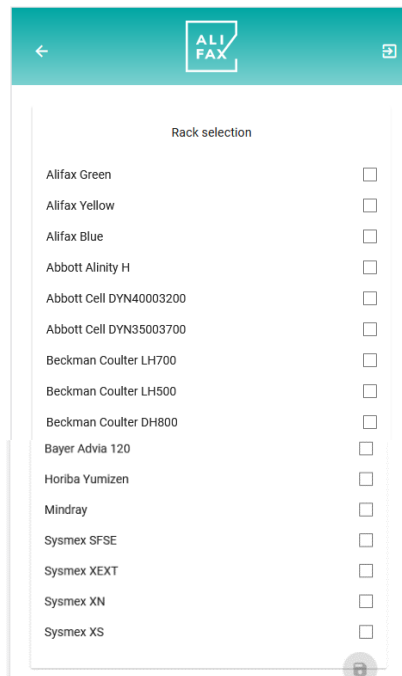 ALI
FAX
Rack selection
Alifax Green
Alifax Yellow
Alifax Blue
Abbott Alinity H
Abbott Cell DYN40003200
Abbott Cell DYN35003700
Beckman Coulter LH700
Beckman Coulter LH500
Beckman Coulter DH800
Bayer Advia 120
Horiba Yumizen
Mindray
Sysmex SFSE
Sysmex XEXT
Sysmex XN
Sysmex XS